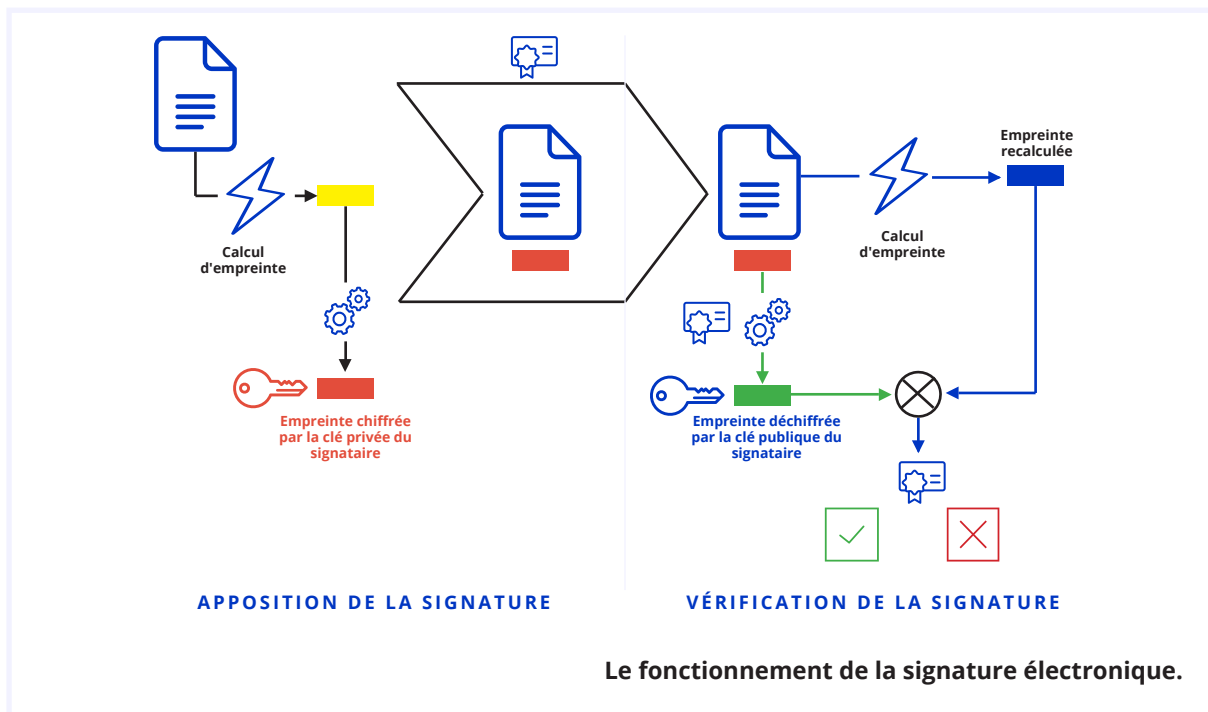 Calcul
d'empreinte
Empreinte chiffrée
par la clé privée du
signataire
Empreinte
recalculée
Calcul
d'empreinte
Empreinte déchiffrée
par la clé publique du
signataire
APPOSITION DE LA SIGNATURE
VÉRIFICATION DE LA SIGNATURE
Le fonctionnement de la signature électronique.